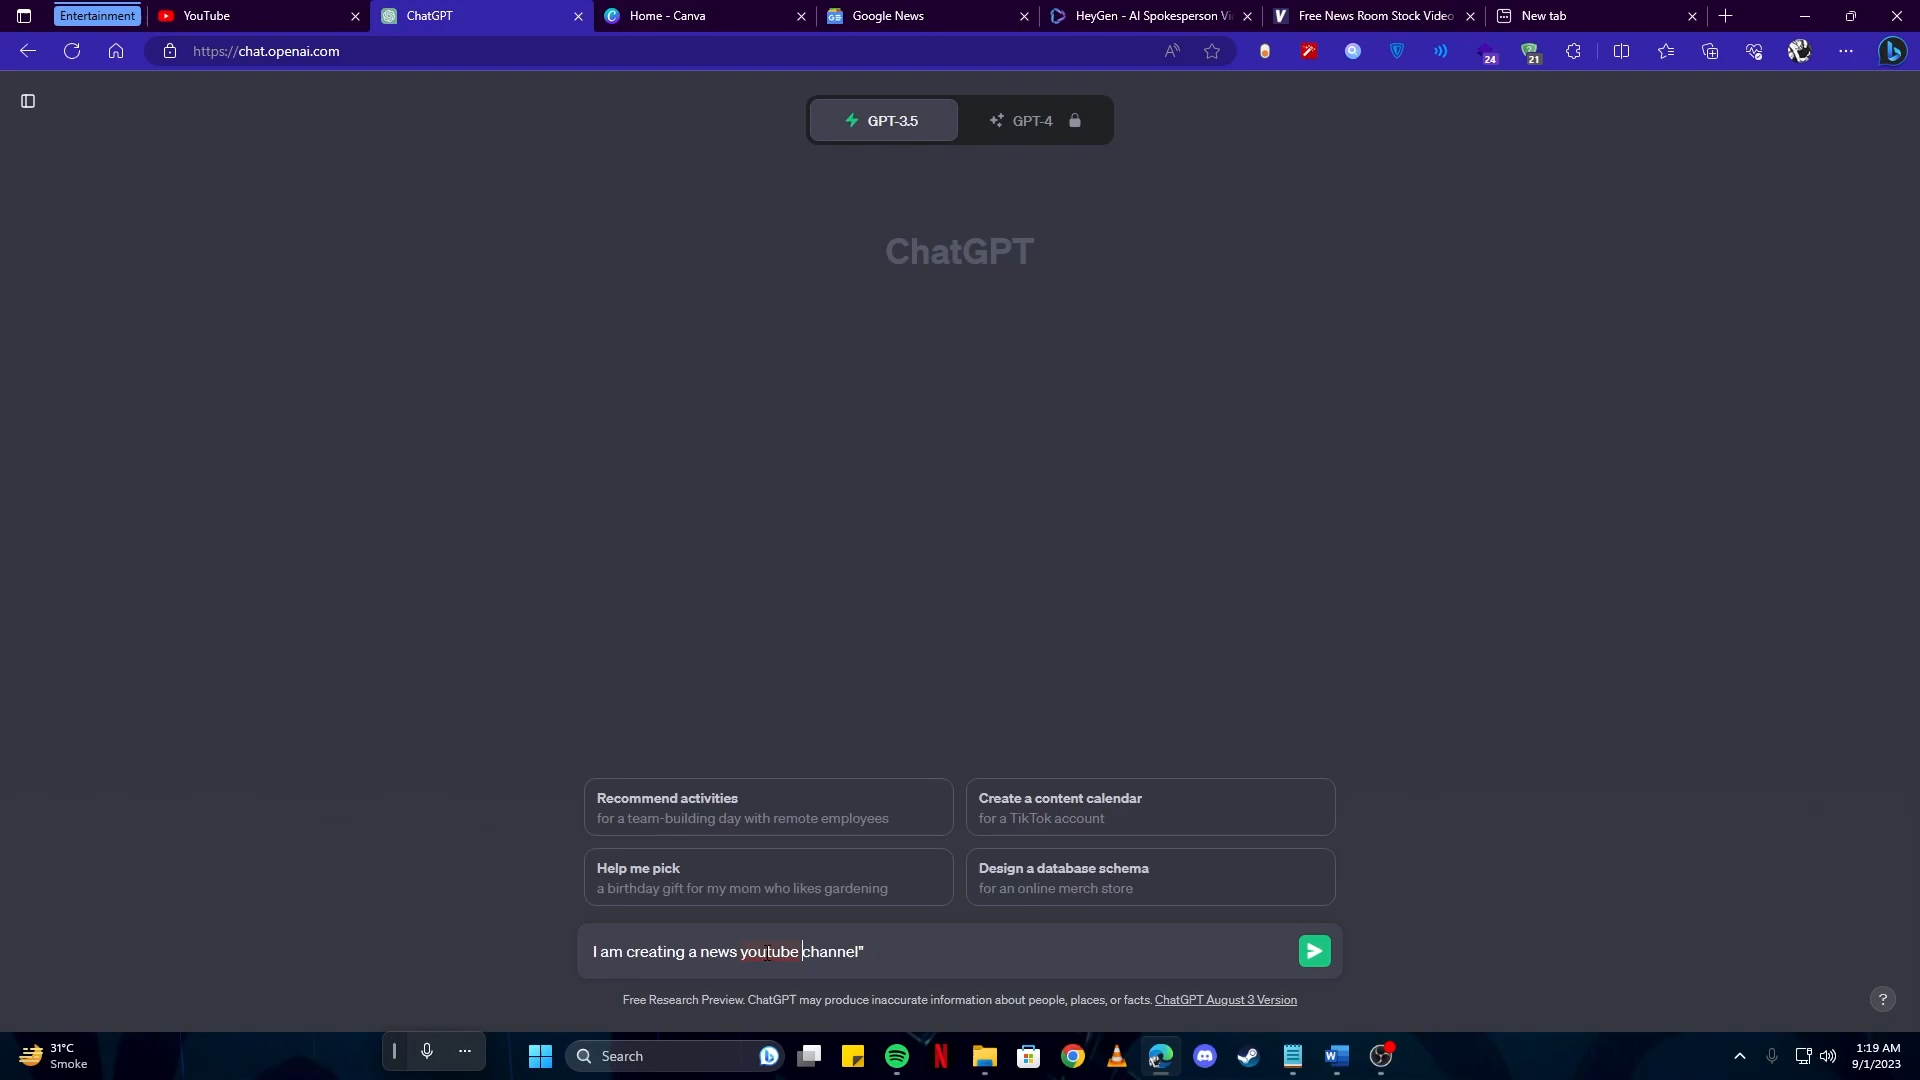 Entertainment
YouTube
ChatGPT
Home - Canva
Google News
HeyGen - AI Spokesperson Vi
Free News Room Stock Video
New tab
https://chat.openai.com
24
21
GPT-3.5
GPT-4
ChatGPT
Recommend activities
for a team-building day with remote employees
Create a content calendar
for a TikTok account
Help me pick
a birthday gift for my mom who likes gardening
Design a database schema
for an online merch store
I am creating a news youtube channel"
Free Research Preview. ChatGPT may produce inaccurate information about people, places, or facts. ChatGPT August 3 Version
?
31°C
Smoke
Search
1:19 AM
9/1/2023